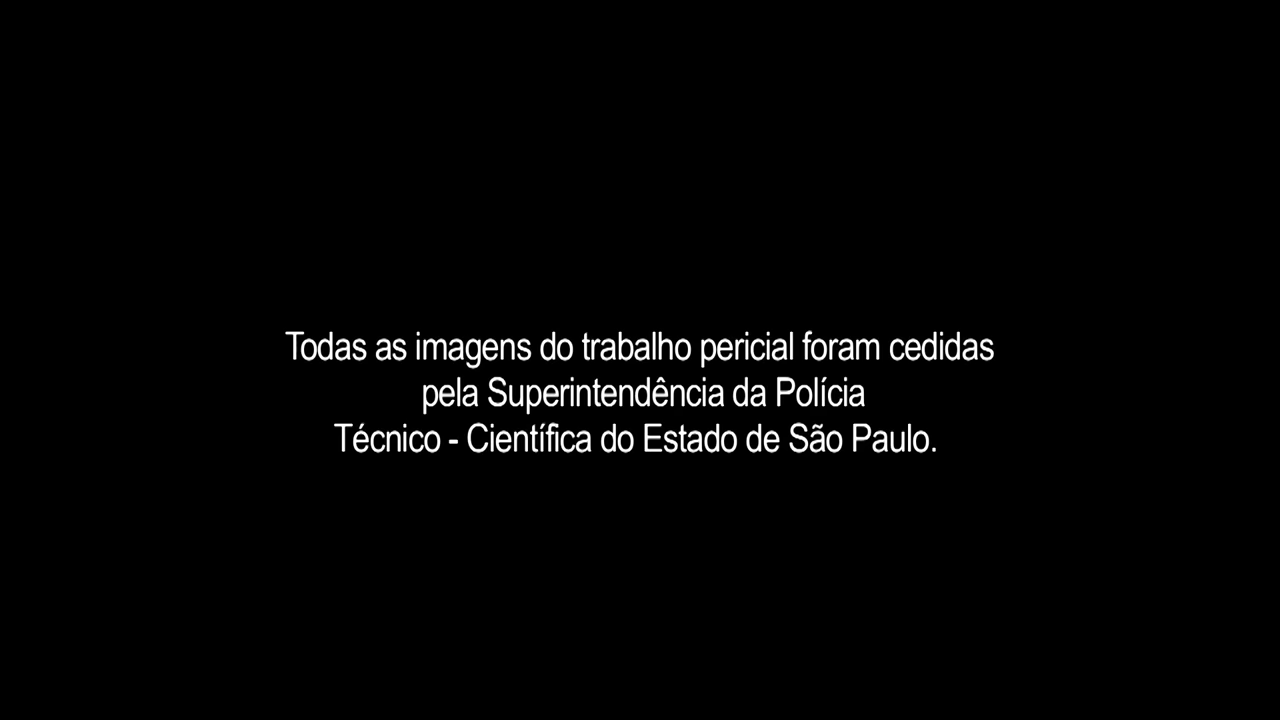 Todas as imagens do trabalho pericial foram cedidas
pela Superintendência da Polícia
Técnico - Científica do Estado de São Paulo.